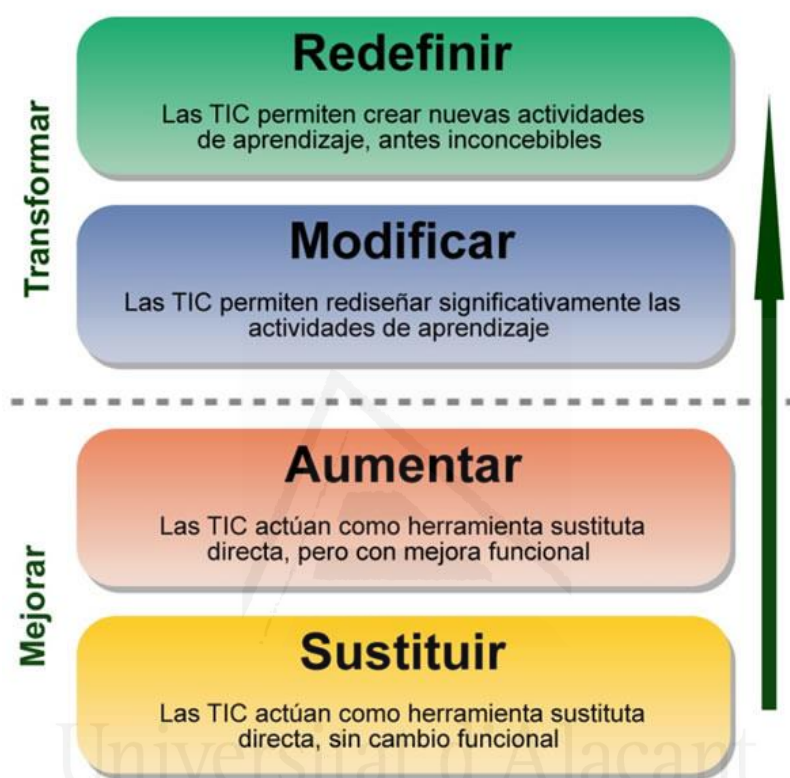 Redefinir
Las TIC permiten crear nuevas actividades
de aprendizaje, antes inconcebibles
Transformar
Modificar
Las TIC permiten rediseñar significativamente las
actividades de aprendizaje
Aumentar
Las TIC actúan como herramienta sustituta
directa, pero con mejora funcional
Mejorar
Sustituir
Las TIC actúan como herramienta sustituta
directa, sin cambio funcional
Universitat d'Alacant